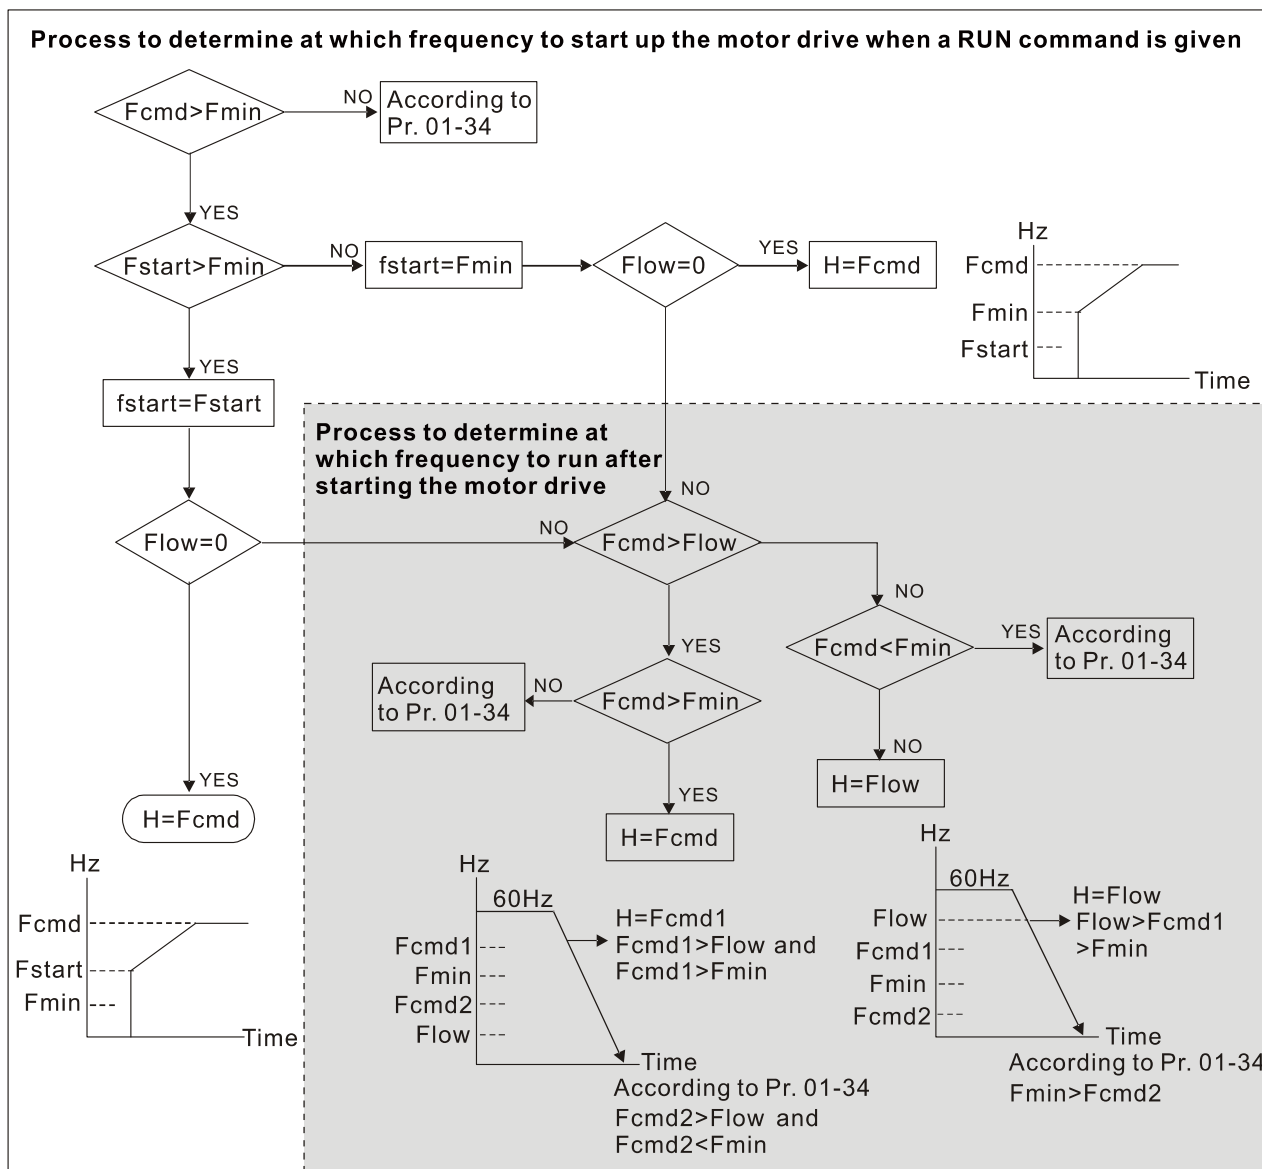 Process to determine at which frequency to start up the motor drive when a RUN command is given
Fcmd>Fmin
NO
According to
Pr. 01-34
YES
Fstart>Fmin
NO
fstart=Fmin
Flow=0
YES
H=Fcmd
Hz
Fcmd
Fmin
Fstart
Time
YES
fstart=Fstart
Process to determine at
which frequency to run after
starting the motor drive
NO
Flow=0
NO
Fcmd>Flow
NO
YES
Fcmd<Fmin
YES
According
to Pr. 01-34
According
to Pr. 01-34
NO
Fcmd>Fmin
NO
H=Flow
YES
H=Fcmd
YES
H=Fcmd
Hz
Fcmd
Fstart
Fmin
Time
Hz
60Hz
H=Fcmd1
Fcmd1>Flow and
Fcmd1>Fmin
Fcmd1
Fmin
Fcmd2
Flow
Time
According to Pr. 01-34
Fcmd2>Flow and
Fcmd2<Fmin
Hz
60Hz
H=Flow
Flow>Fcmd1
>Fmin
Flow
Fcmd1
Fmin
Fcmd2
Time
According to Pr. 01-34
Fmin>Fcmd2